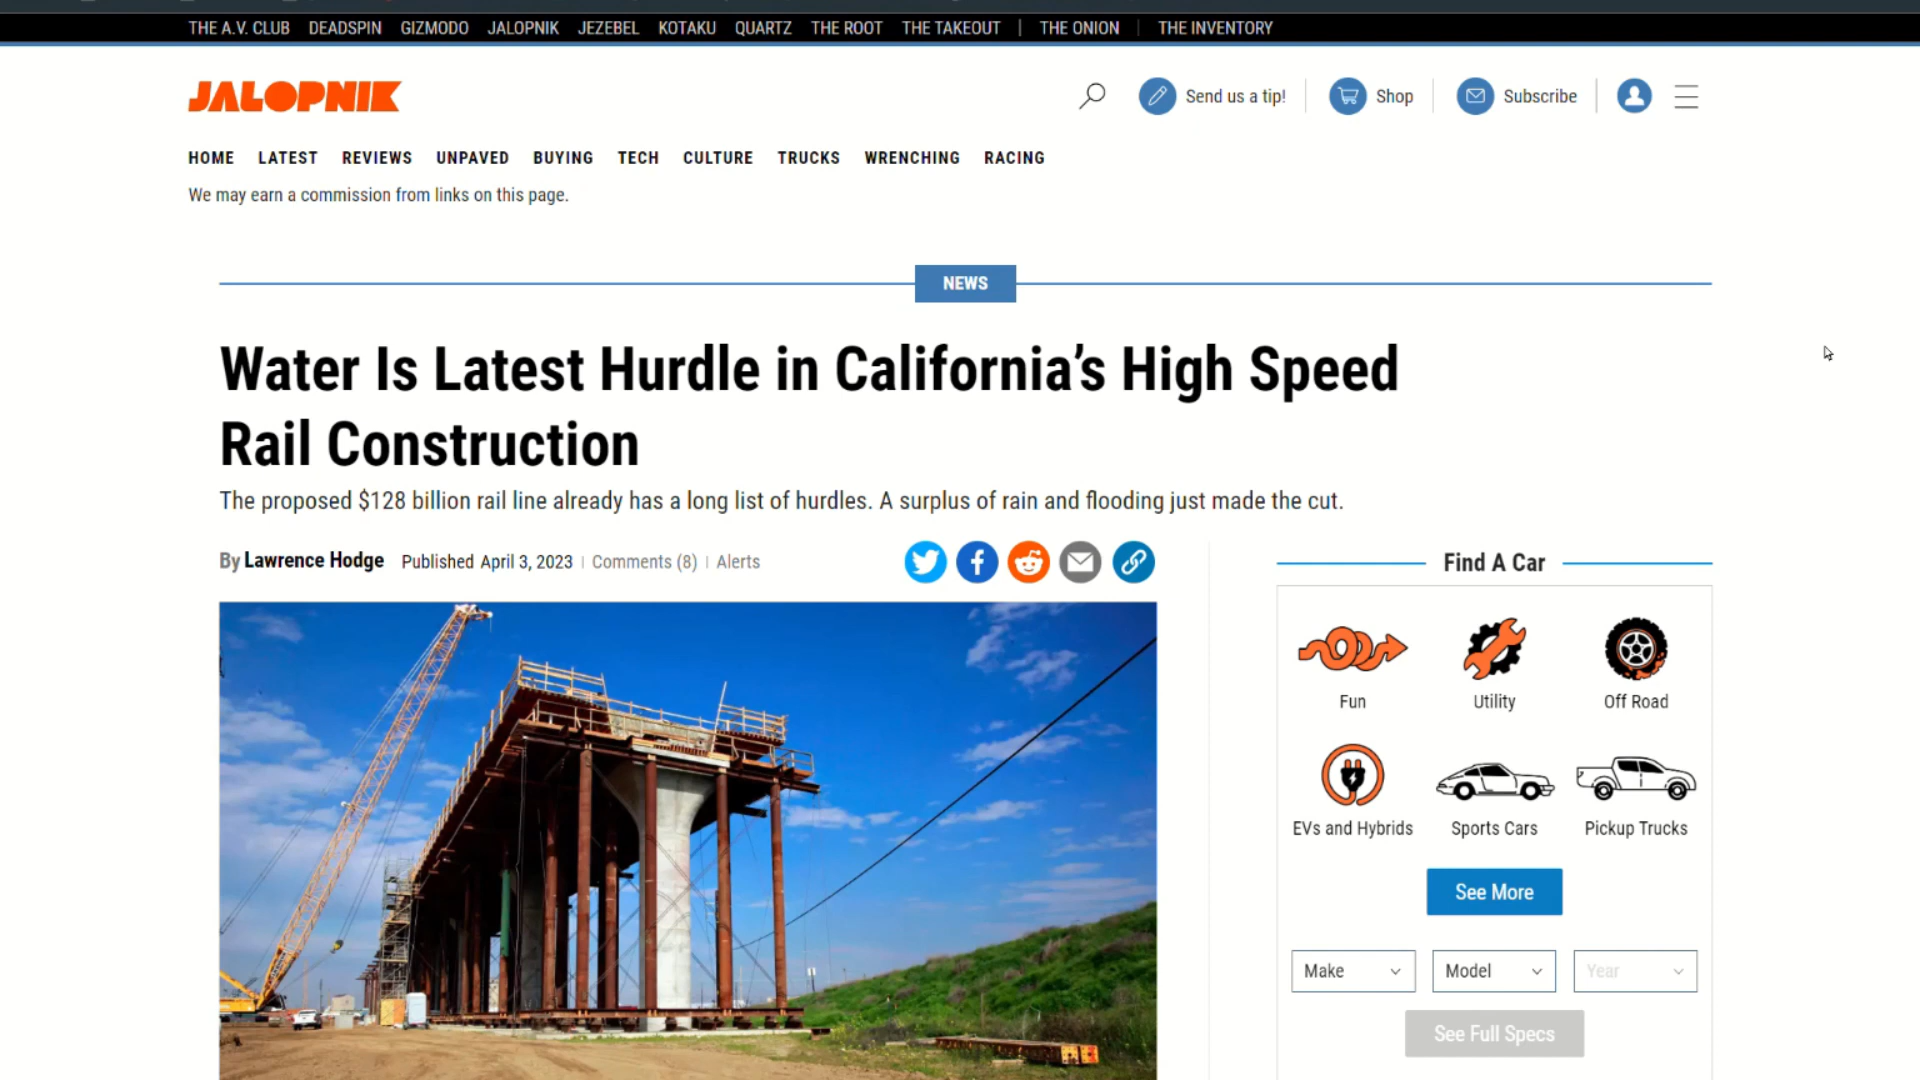 THE A.V. CLUB DEADSPIN GIZMODO JALOPNIK JEZEBEL KOTAKU QUARTZ THE ROOT THE TAKEOUT | THE ONION | THE INVENTORY
JALOPNIK
Send us a tip!
Shop
Subscribe
HOME LATEST REVIEWS UNPAVED BUYING TECH CULTURE TRUCKS WRENCHING RACING
We may earn a commission from links on this page.
NEWS
Water Is Latest Hurdle in California’s High Speed
Rail Construction
The proposed $128 billion rail line already has a long list of hurdles. A surplus of rain and flooding just made the cut.
By Lawrence Hodge Published April 3, 2023 | Comments (8) | Alerts
Find A Car
Fun
Utility
Off Road
EVs and Hybrids
Sports Cars
Pickup Trucks
See More
Make
Model
Year
See Full Specs